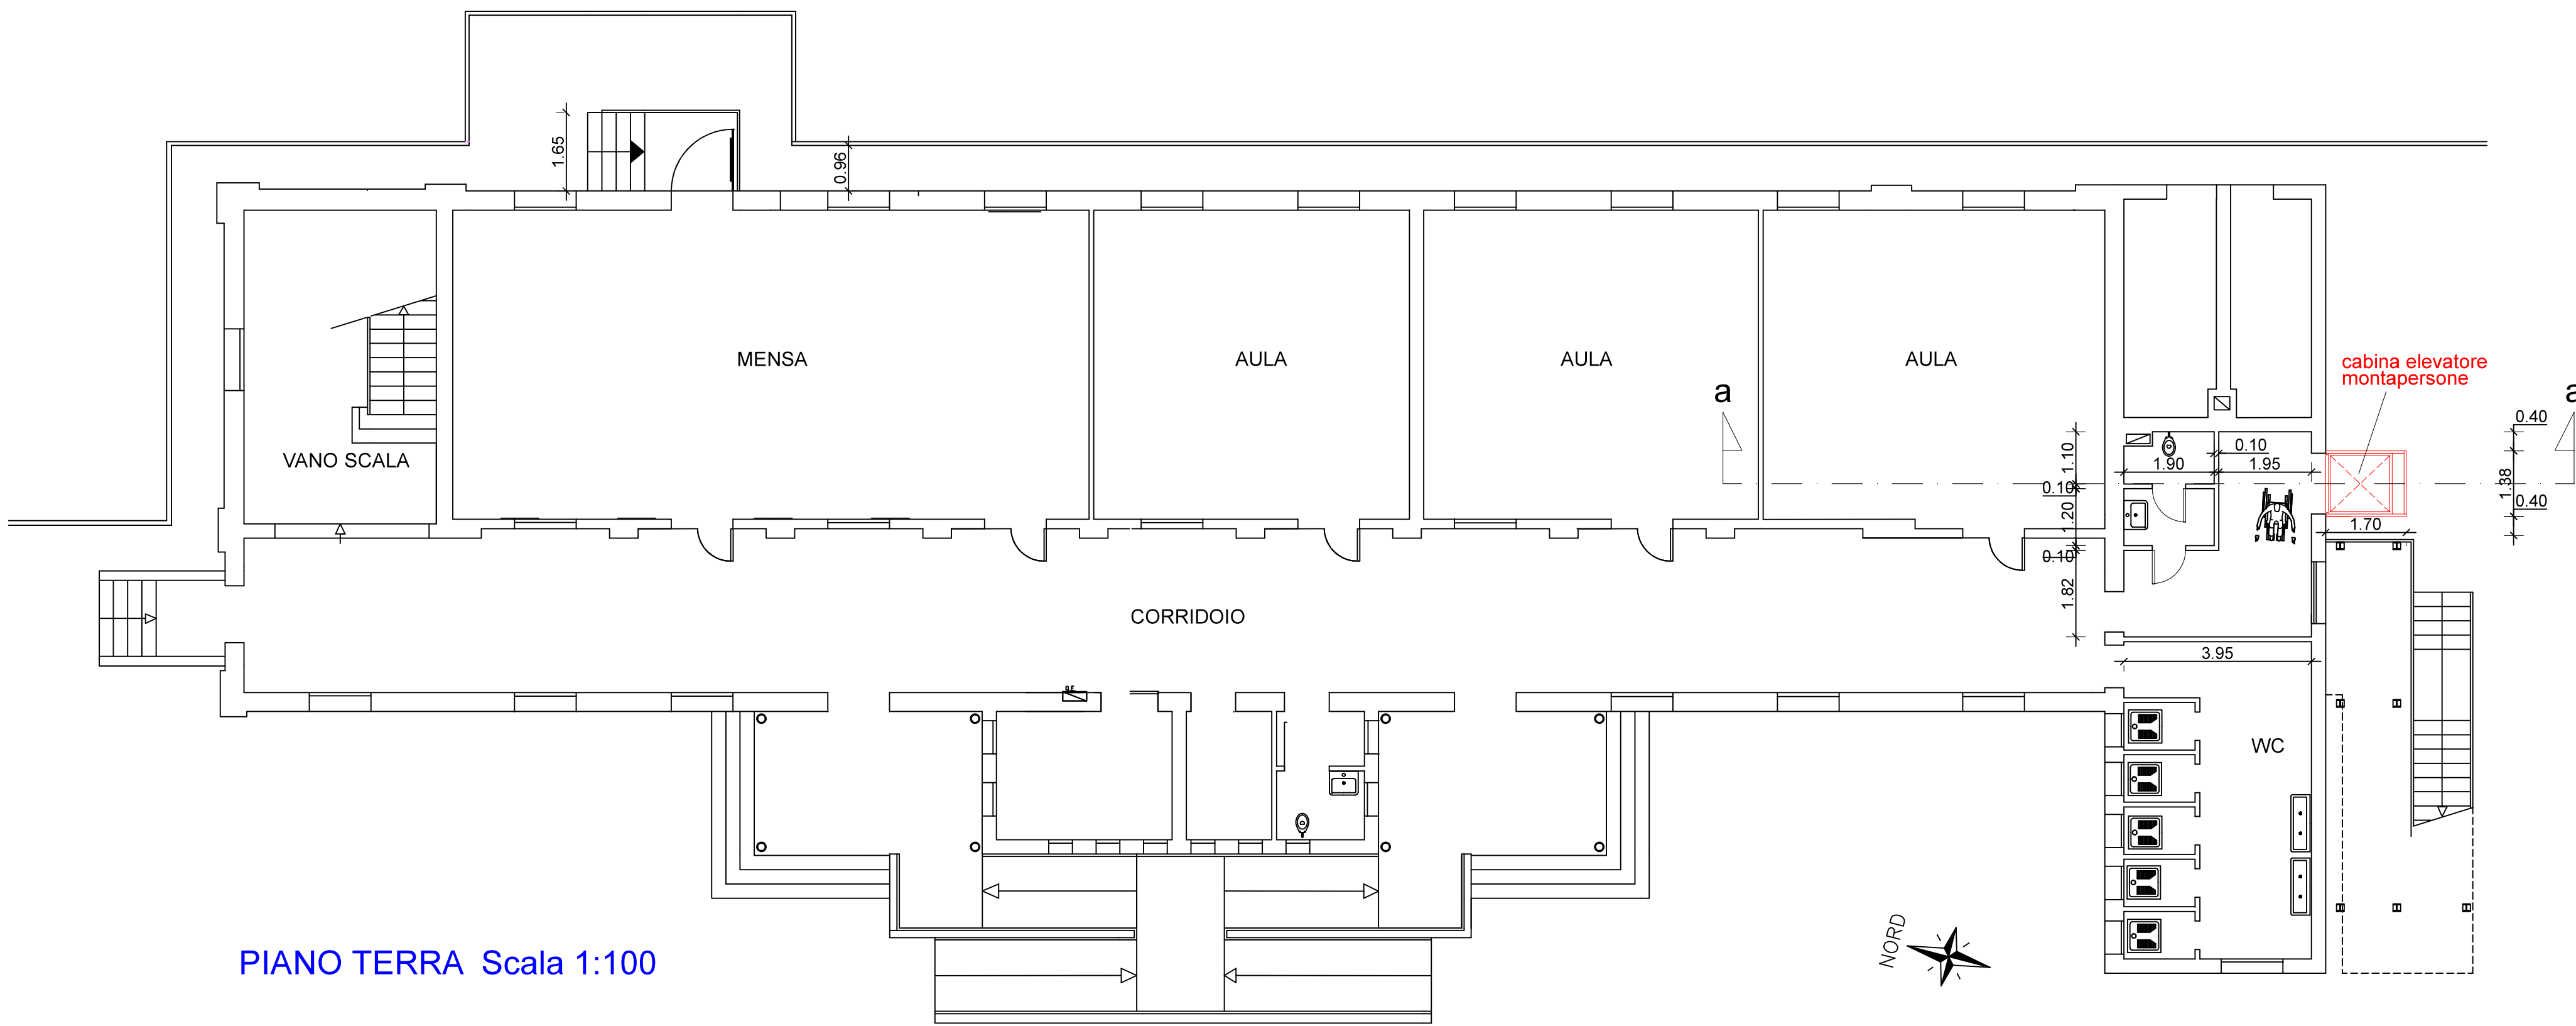 1.65
0.96
MENSA
AULA
AULA
AULA
cabina elevatore
montapersone
a
a
0.40
1.10
0.10
1.90
1.95
1.38
VANO SCALA
0.10
0.40
1.20
1.70
0.10
1.82
CORRIDOIO
3.95
Q.E.
WC
NORD
PIANO TERRA Scala 1:100